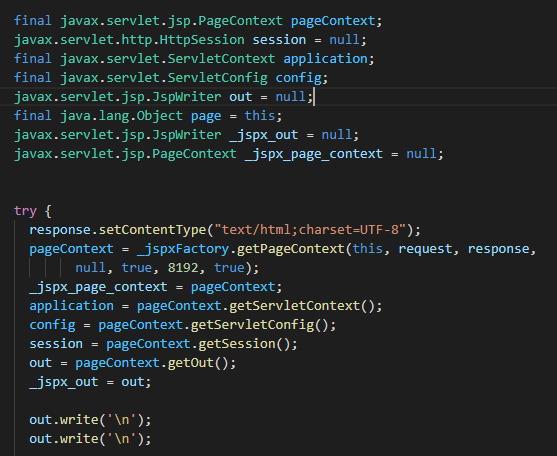 final javax.servlet.jsp.PageContext pageContext;
javax.servlet.http.HttpSession session = null;
final javax.servlet.ServletContext application;
final javax.servlet.ServletConfig config;
javax.servlet.jsp.JspWriter out = null;
final java.lang.Object page = this;
javax.servlet.jsp.JspWriter _jspx_out = null;
javax.servlet.jsp.PageContext _jspx_page_context = null;
try {
response.setContentType("text/html;charset=UTF-8");
pageContext = _jspxFactory.getPageContext(this, request, response,
null, true, 8192, true);
_jspx_page_context = pageContext;
application = pageContext.getServletContext();
config = pageContext.getServletConfig();
session = pageContext.getSession();
out = pageContext.getOut();
_jspx_out = out;
out.write('\n');
out.write('\n');